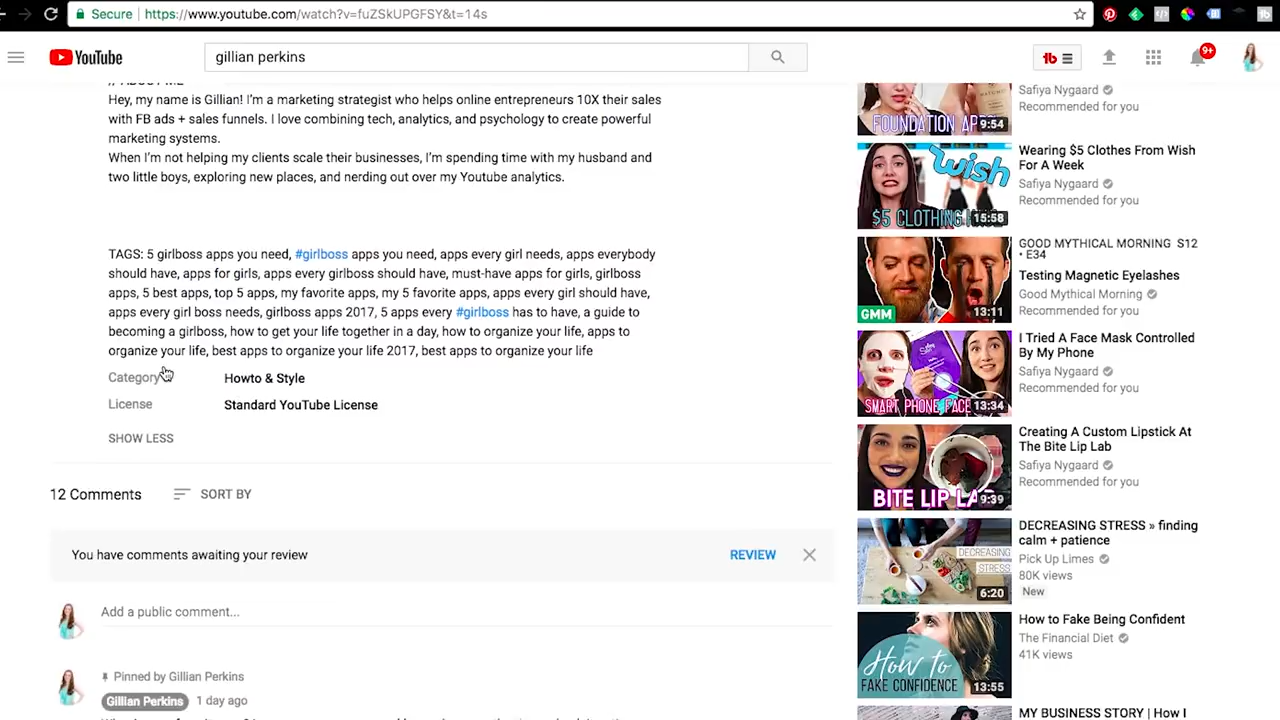 Secure
https://www.youtube.com/watch?v=fuZSkUPGFSY&t=14s
YouTube
gillian perkins
9+
// ABOUT ME
Hey, my name is Gillian! I'm a marketing strategist who helps online entrepreneurs 10X their sales
with FB ads + sales funnels. I love combining tech, analytics, and psychology to create powerful
marketing systems.
When I'm not helping my clients scale their businesses, I'm spending time with my husband and
two little boys, exploring new places, and nerding out over my Youtube analytics.
TAGS: 5 girlboss apps you need, #girlboss apps you need, apps every girl needs, apps everybody
should have, apps for girls, apps every girlboss should have, must-have apps for girls, girlboss
apps, 5 best apps, top 5 apps, my favorite apps, my 5 favorite apps, apps every girl should have,
apps every girl boss needs, girlboss apps 2017, 5 apps every #girlboss has to have, a guide to
becoming a girlboss, how to get your life together in a day, how to organize your life, apps to
organize your life, best apps to organize your life 2017, best apps to organize your life
Category
Howto & Style
License
Standard YouTube License
SHOW LESS
12 Comments
SORT BY
You have comments awaiting your review
REVIEW
Add a public comment...
Pinned by Gillian Perkins
Gillian Perkins
1 day ago
FOUNDATION
9:54
Safiya Nygaard
Recommended for you
wish
$5 CLOTHING
15:58
Wearing $5 Clothes From Wish
For A Week
Safiya Nygaard
Recommended for you
GMM
13:11
GOOD MYTHICAL MORNING S12
• E34
Testing Magnetic Eyelashes
Good Mythical Morning
Recommended for you
SMART PHONE FACE
13:34
I Tried A Face Mask Controlled
By My Phone
Safiya Nygaard
Recommended for you
BITE LIP
9:39
Creating A Custom Lipstick At
The Bite Lip Lab
Safiya Nygaard
Recommended for you
DECREASING
STRESS
6:20
DECREASING STRESS » finding
calm + patience
Pick Up Limes
80K views
New
How to
FAKE CONFIDENCE
13:55
How to Fake Being Confident
The Financial Diet
41K views
MY BUSINESS STORY | How I